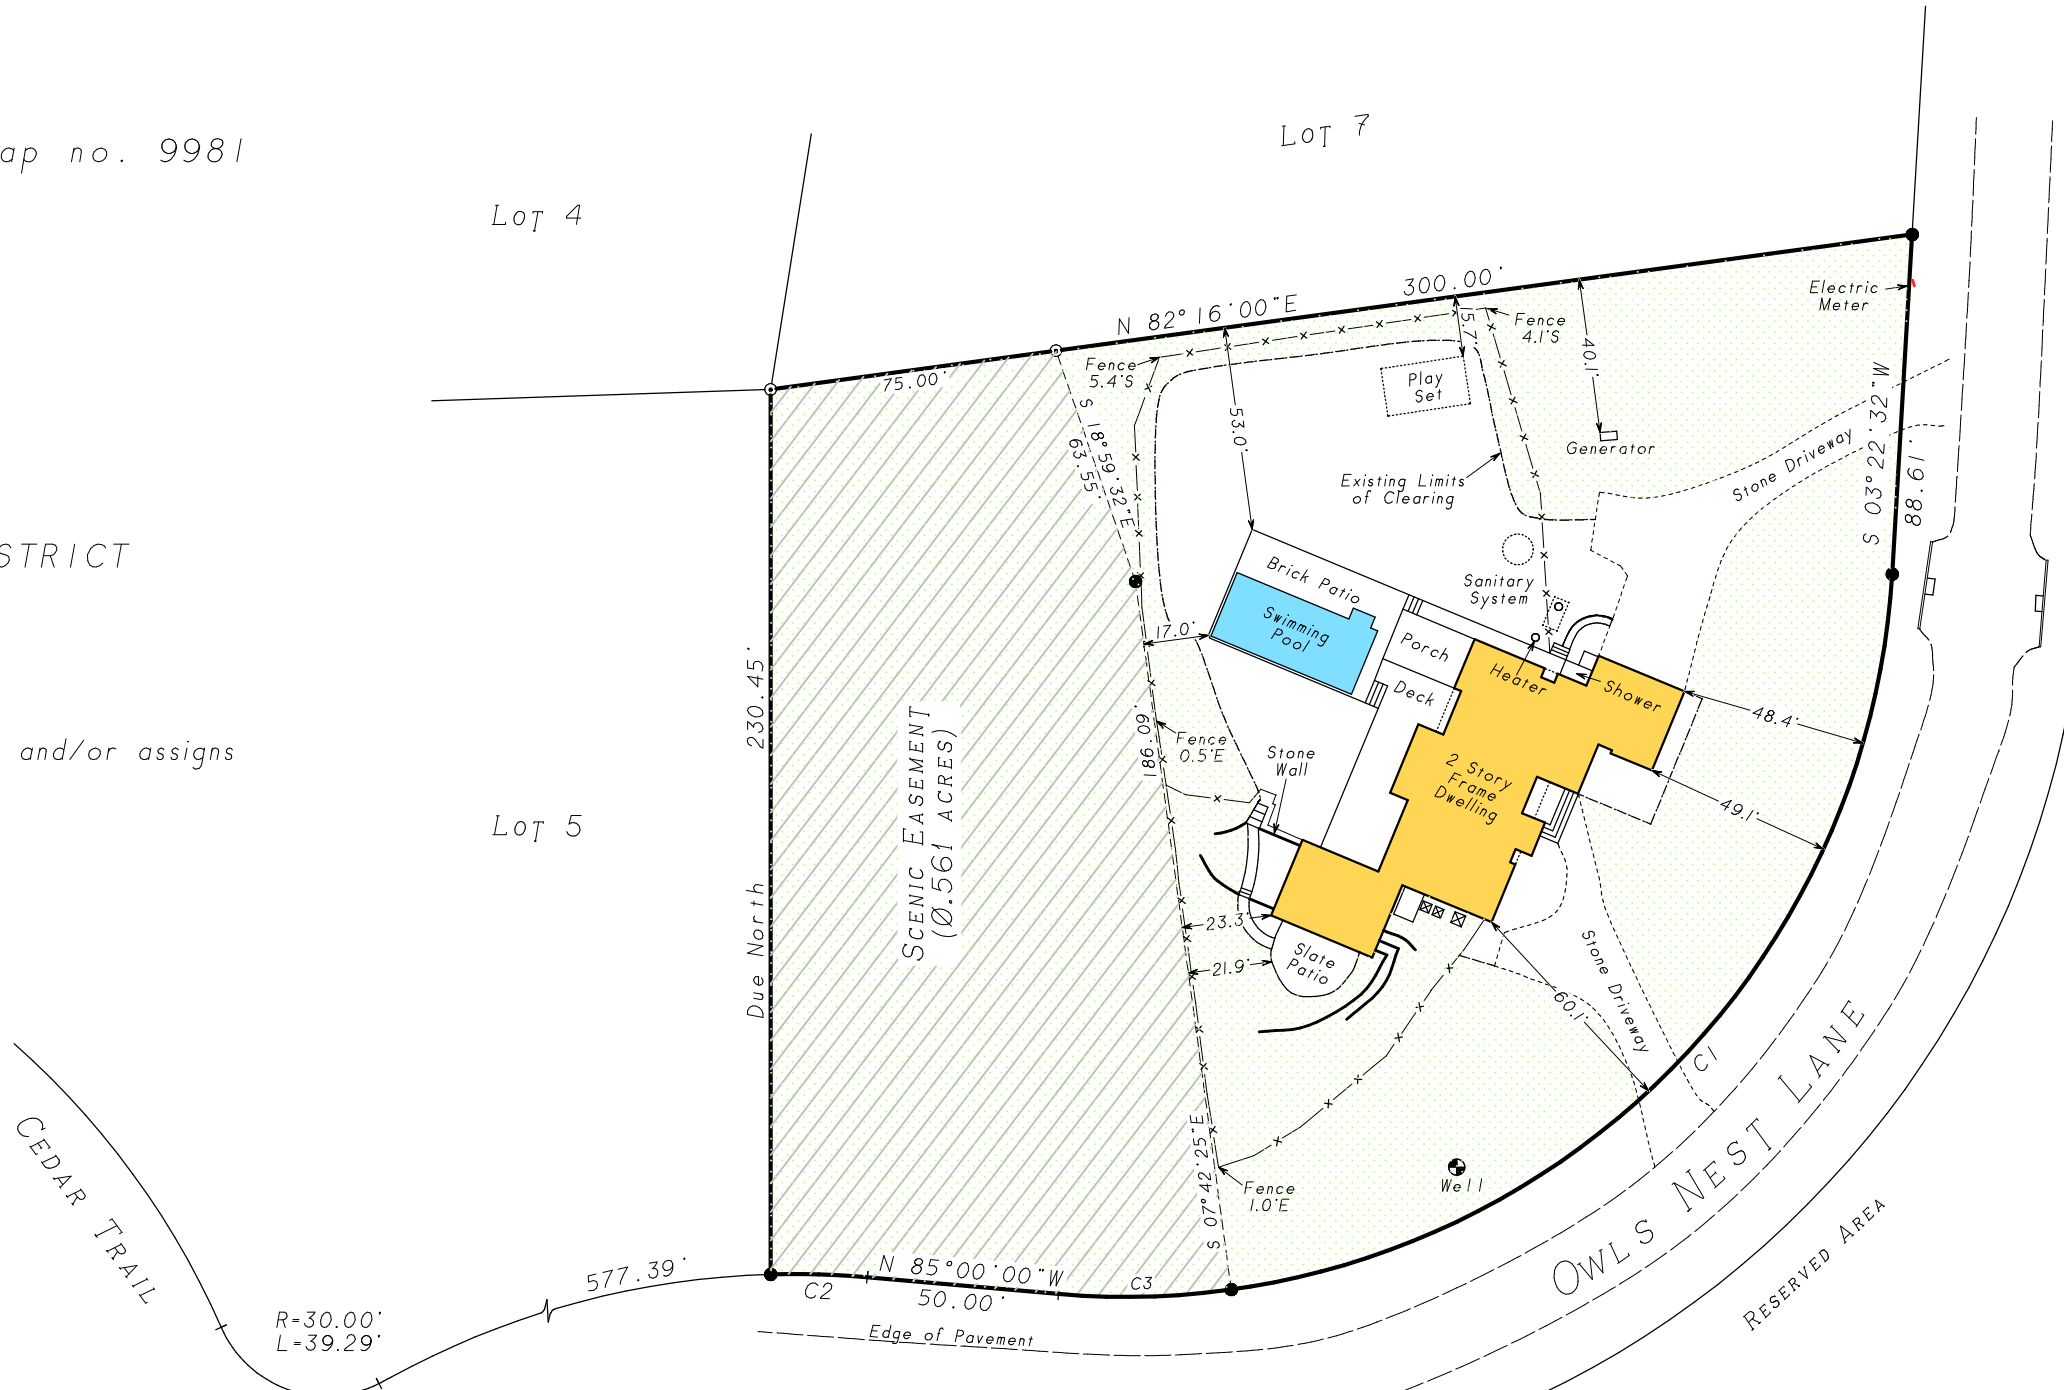 Lot 7
ap no. 9981
Lot 4
300.00'
N 82°16'00"E
75.00'
Electric
Meter
Fence
4.1'S
15.7'
40.1'
Fence
5.4'S
Play
Set
53.0'
S 18°59'32"E
63.55'
S 03°22'32"W
88.61'
Generator
Stone Driveway
Existing Limits
of Clearing
STRICT
Brick Patio
Sanitary
System
Swimming
Pool
17.0'
Porch
Heater
Shower
Deck
48.4'
Due North 230.45'
186.09'
Fence
0.5'E
Stone
Wall
and/or assigns
Scenic Easement
(0.561 ACRES)
2 Story
Frame
Dwelling
49.1'
Lot 5
23.3'
21.9'
Slate
Patio
Stone Driveway
60.1'
C1
Cedar Trail
S 07°42'25"E
Fence
1.0'E
Well
Owls Nest Lane
Reserved Area
577.39'
N 85°00'00"W
C2
50.00'
C3
R=30.00'
L=39.29'
Edge of Pavement